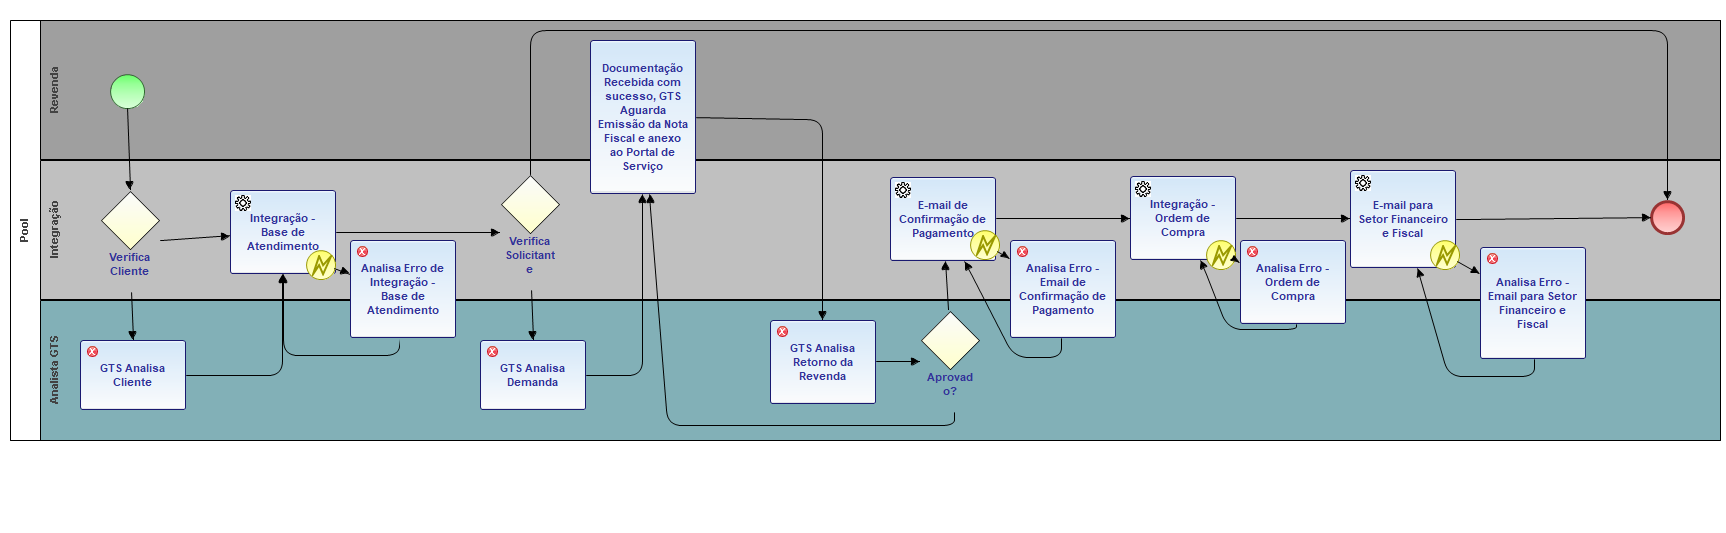 Pool
Revenda
Integração
Analista GTS
Verifica
Cliente
GTS Analisa
Cliente
Integração -
Base de
Atendimento
Analisa Erro de
Integração -
Base de
Atendimento
Verifica
Solicitant
e
GTS Analisa
Demanda
Documentação
Recebida com
sucesso, GTS
Aguarda
Emissão da Nota
Fiscal e anexo
ao Portal de
Serviço
GTS Analisa
Retorno da
Revenda
Aprovad
o?
E-mail de
Confirmação de
Pagamento
Analisa Erro -
Email de
Confirmação de
Pagamento
Integração -
Ordem de
Compra
Analisa Erro -
Ordem de
Compra
E-mail para
Setor Financeiro
e Fiscal
Analisa Erro -
Email para Setor
Financeiro e
Fiscal